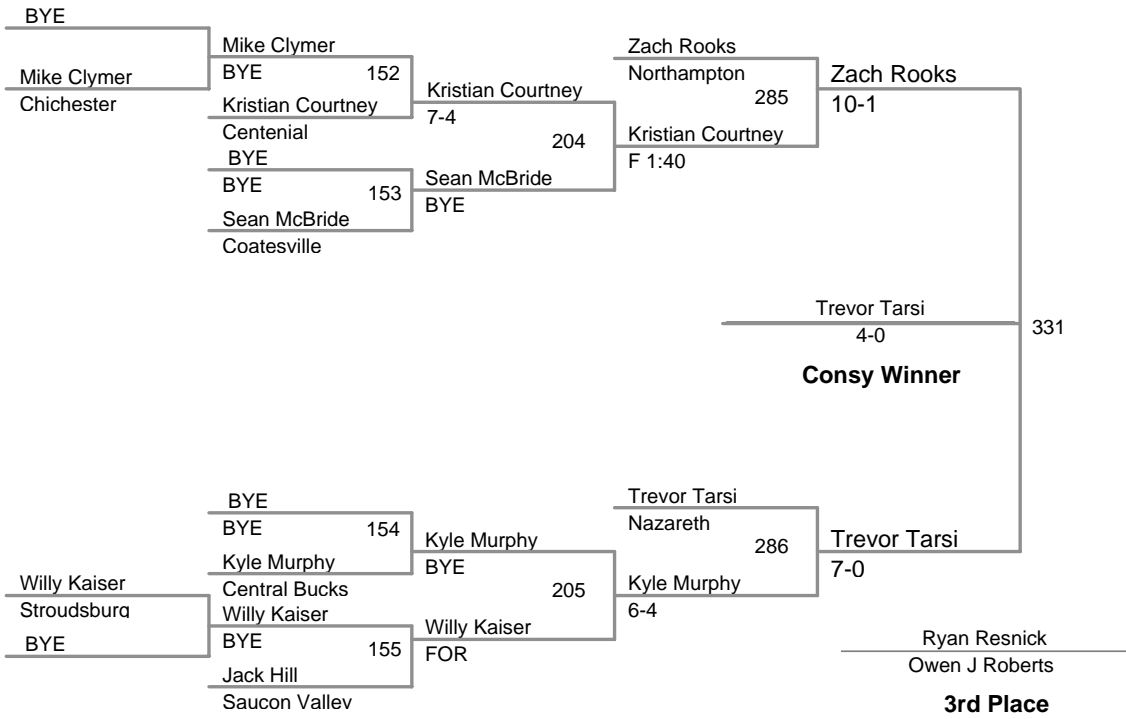 BYE
Mike Clymer
Chichester
Mike Clymer
BYE
152
Kristian Courtney
Centenial
BYE
BYE
153
Sean McBride
Coatesville
Kristian Courtney
7-4
204
Sean McBride
BYE
Zach Rooks
Northampton
285
Kristian Courtney
F 1:40
Zach Rooks
10-1
Trevor Tarsi
4-0
331
Consy Winner
Willy Kaiser
Stroudsburg
BYE
BYE
BYE
154
Kyle Murphy
Central Bucks
Willy Kaiser
BYE
155
Jack Hill
Saucon Valley
Kyle Murphy
BYE
205
Willy Kaiser
FOR
Trevor Tarsi
Nazareth
286
Kyle Murphy
6-4
Trevor Tarsi
7-0
Ryan Resnick
Owen J Roberts
3rd Place